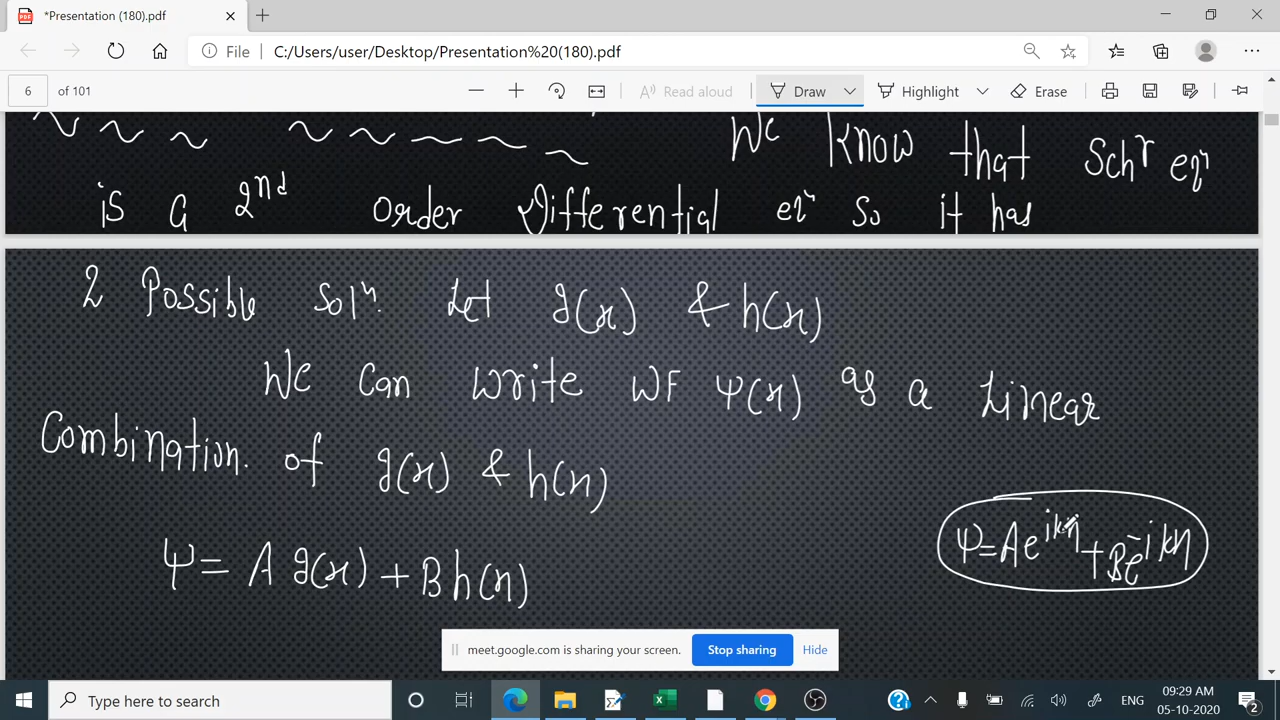 *Presentation (180).pdf
File
C:/Users/user/Desktop/Presentation%20(180).pdf
6 of 101
Read aloud
Draw
Highlight
Erase
We know that Schr eqn
is a 2nd order Differential eqn so it has
2 Possible Soln. Let g(x) & h(x)
We can write WF Ψ(x) as a Linear
Combination. of g(x) & h(x)
Ψ=Ae^ikx+Be^-ikx
Ψ= A g(x) + B h(x)
meet.google.com is sharing your screen.
Stop sharing
Hide
Type here to search
ENG
09:29 AM
05-10-2020
2